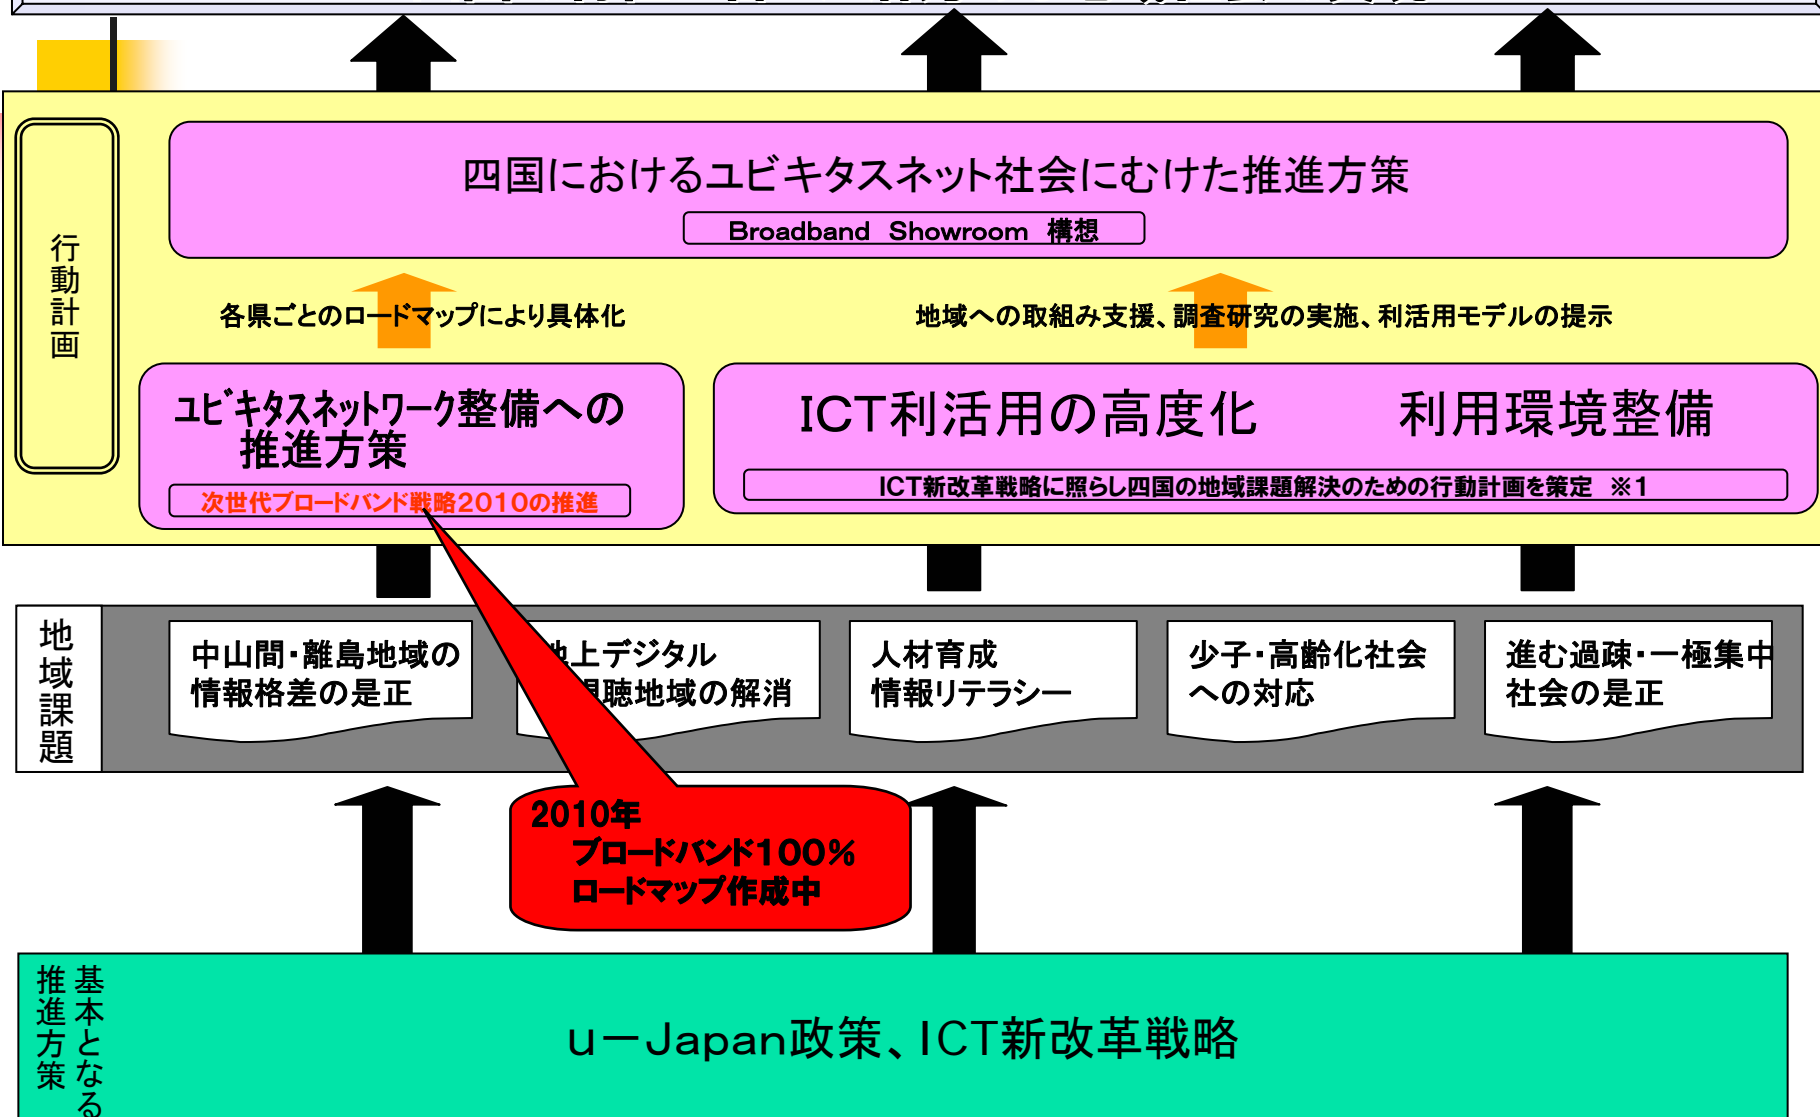 行動計画
四国におけるユビキタスネット社会にむけた推進方策
Broadband Showroom 構想
各県ごとのロードマップにより具体化
地域への取組み支援、調査研究の実施、利活用モデルの提示
ユビキタスネットワーク整備への
推進方策
次世代ブロードバンド戦略2010の推進
ICT利活用の高度化　　利用環境整備
ICT新改革戦略に照らし四国の地域課題解決のための行動計画を策定　※1
地域課題
中山間・離島地域の
情報格差の是正
上デジタル
聴地域の解消
人材育成
情報リテラシー
少子・高齢化社会
への対応
進む過疎・一極集中
社会の是正
2010年
ブロードバンド100%
ロードマップ作成中
基本となる
推進方策
u－Japan政策、ICT新改革戦略